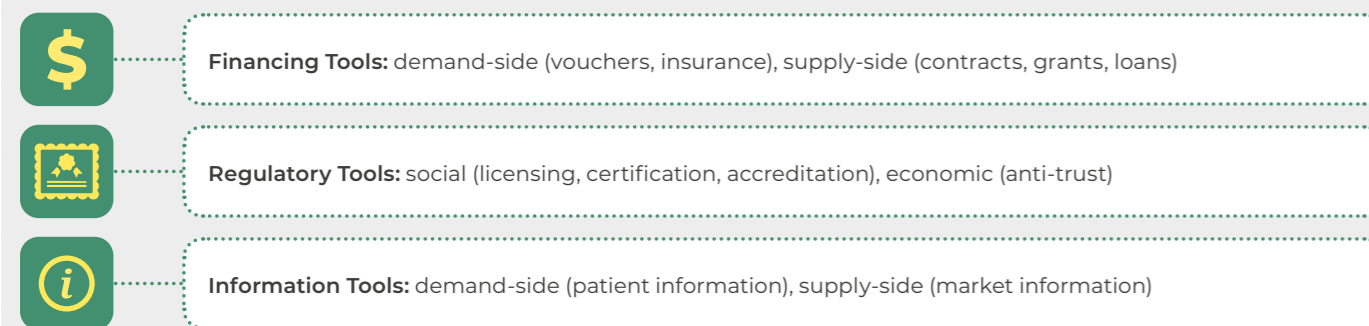 $
Financing Tools: demand-side (vouchers, insurance), supply-side (contracts, grants, loans)
Regulatory Tools: social (licensing, certification, accreditation), economic (anti-trust)
i
Information Tools: demand-side (patient information), supply-side (market information)